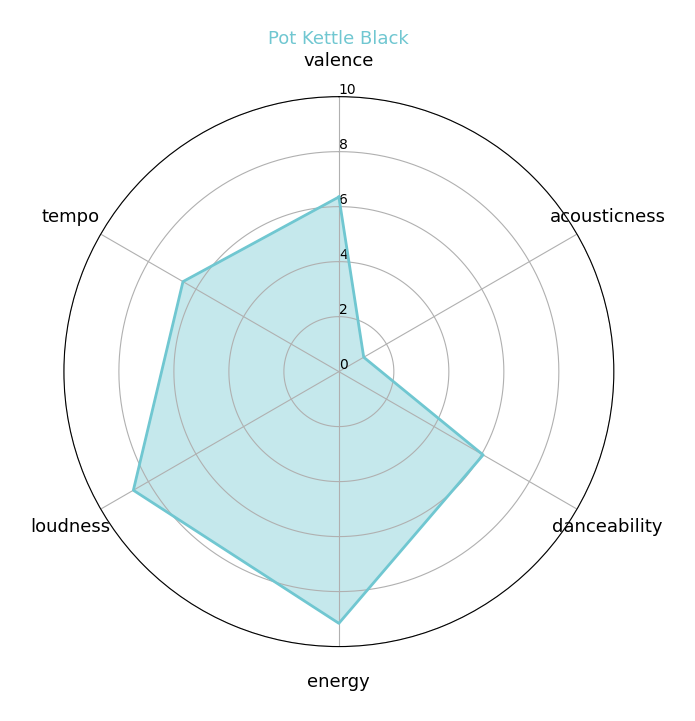 Pot Kettle Black
valence
10
8
6
4
2
0
tempo
acousticness
loudness
danceability
energy